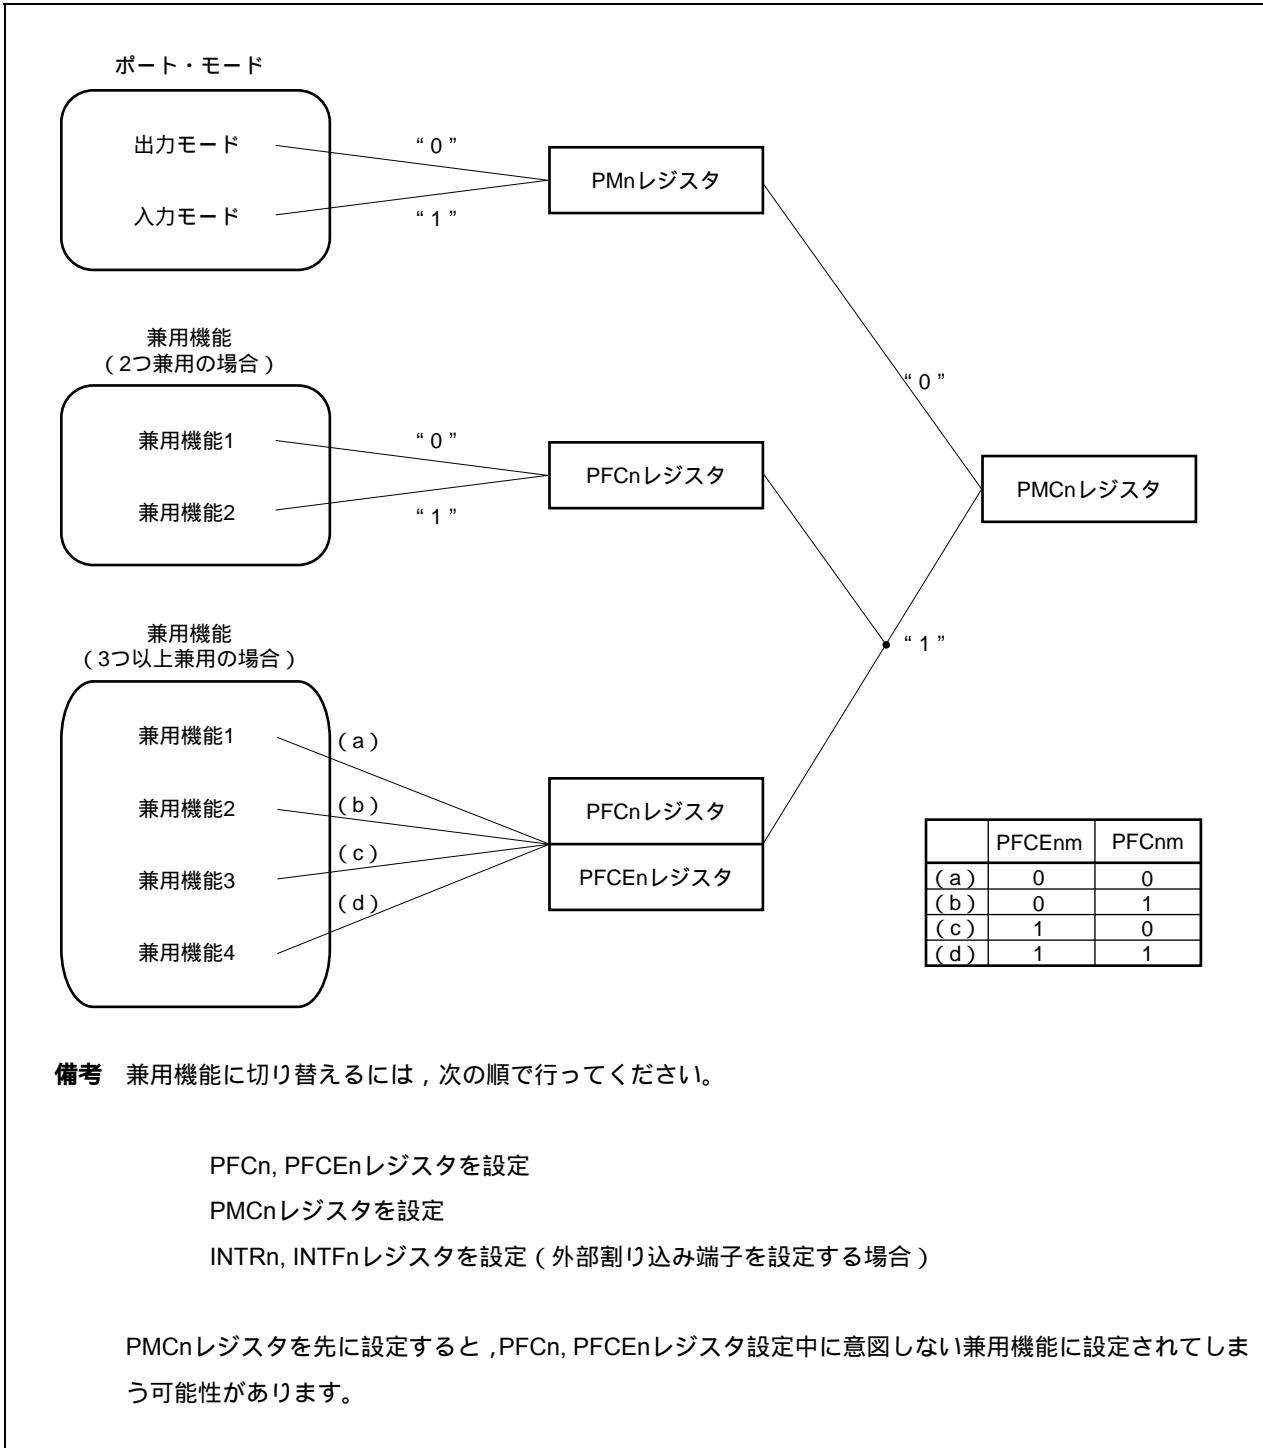 ポート・モード
出力モード
“0”
PMnレジスタ
入力モード
“1”
兼用機能
（2つ兼用の場合）
“0”
兼用機能1
“0”
PFCnレジスタ
PMCnレジスタ
兼用機能2
“1”
兼用機能
（3つ以上兼用の場合）
“1”
兼用機能1
（a）
兼用機能2
（b）
PFCnレジスタ
（c）
兼用機能3
PFCEnレジスタ
（d）
兼用機能4
PFCEnm PFCnm
（a） 0 0
（b） 0 1
（c） 1 0
（d） 1 1
備考 兼用機能に切り替えるには，次の順で行ってください。
PFCn, PFCEnレジスタを設定
PMCnレジスタを設定
INTRn, INTFnレジスタを設定（外部割り込み端子を設定する場合）
PMCnレジスタを先に設定すると，PFCn, PFCEnレジスタ設定中に意図しない兼用機能に設定されてしま
う可能性があります。